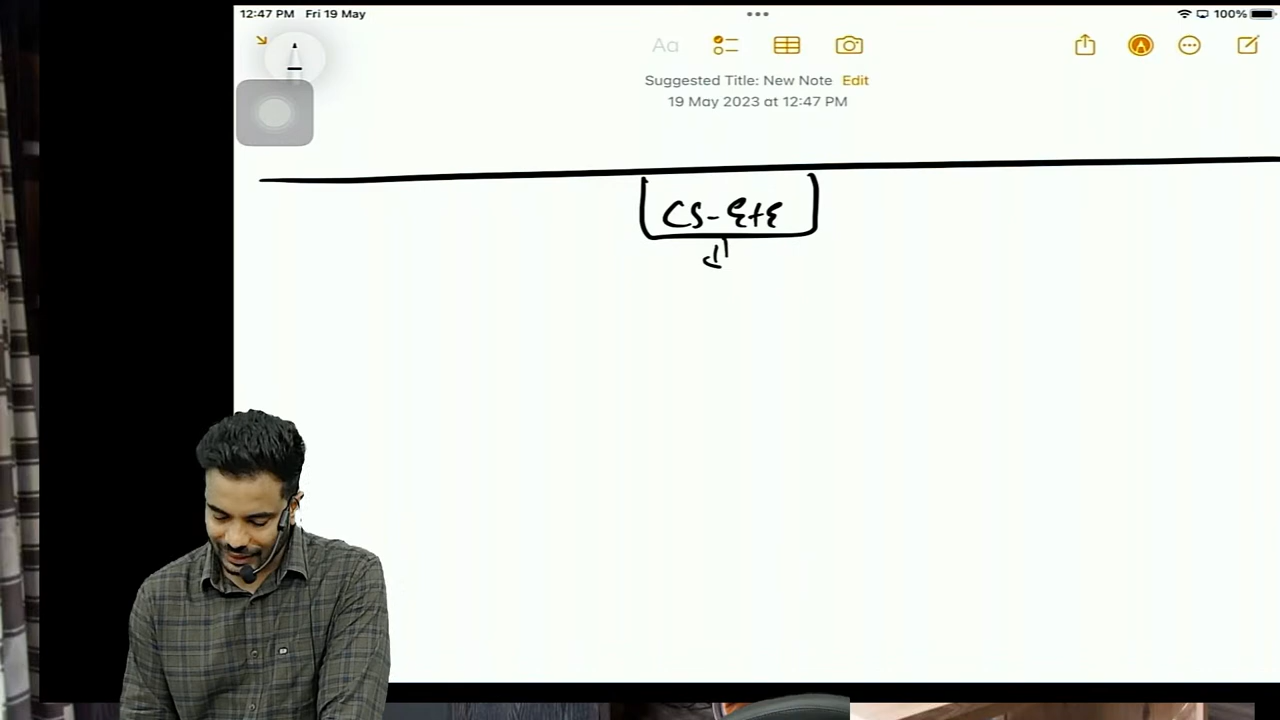 12:47 PM Fri 19 May
100%
Aa
Suggested Title: New Note Edit
19 May 2023 at 12:47 PM
CS-E+E